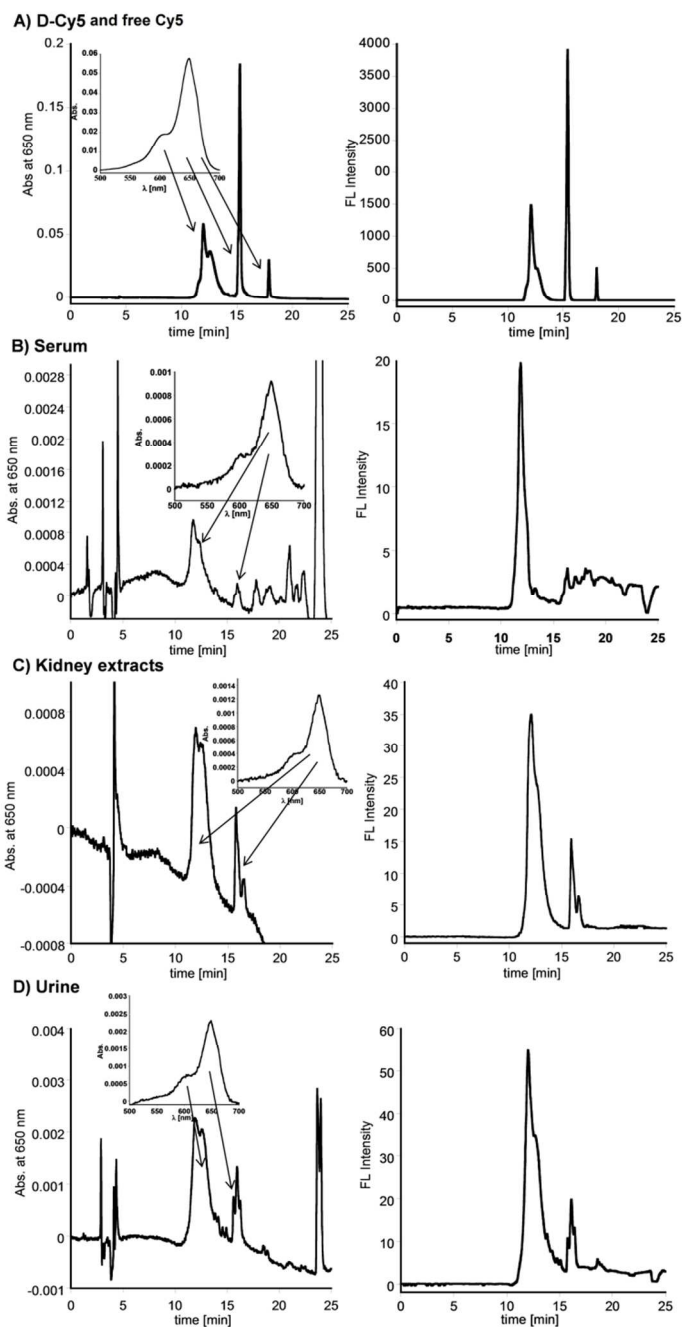 A) D-Cy5 and free Cy5
0.2
0.15
0.1
0.05
0
Abs at 650 nm
0 5 10 15 20 25
time [min]
0.06
0.05
0.04
0.03
0.02
0.01
0
Abs.
500 550 600 650 700
λ [nm]
4000
3500
3000
2500
00
1500
1000
500
0
FL Intensity
0 5 10 15 20 25
time [min]
B) Serum
0.0028
0.002
0.0016
0.0012
0.0008
0.0004
0
Abs. at 650 nm
0 5 10 15 20 25
time [min]
0.001
0.0008
0.0006
0.0004
0.0002
0
Abs.
500 550 600 650 700
λ [nm]
20
15
10
5
0
FL Intensity
0 5 10 15 20 25
time [min]
C) Kidney extracts
0.0008
0.0004
0
-0.0004
-0.0008
Abs. at 650 nm
0 5 10 15 20 25
time [min]
0.0014
0.0012
0.001
0.0008
0.0006
0.0004
0.0002
0
Abs.
500 550 600 650 700
λ [nm]
40
35
30
25
20
15
10
5
0
FL Intensity
0 5 10 15 20 25
time [min]
D) Urine
0.004
0.003
0.002
0.001
0
-0.001
Abs. at 650 nm
0 5 10 15 20 25
time [min]
0.003
0.0025
0.002
0.0015
0.001
0.0005
0
Abs.
500 550 600 650 700
λ [nm]
60
50
40
30
20
10
0
FL Intensity
0 5 10 15 20 25
time [min]